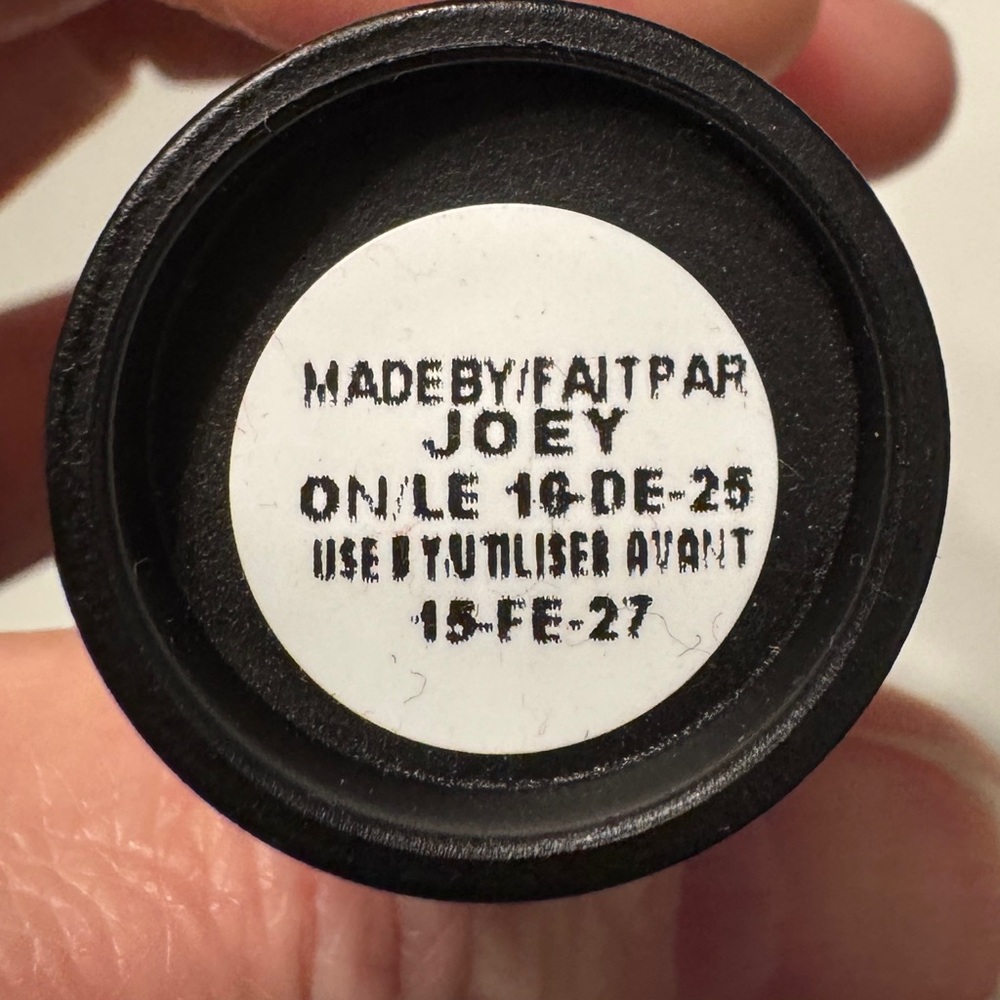 MADE BY/FAIT PAR
JOEY
ON/LE 16-DE-25
USE BY/UTILISER AVANT
15-FE-27